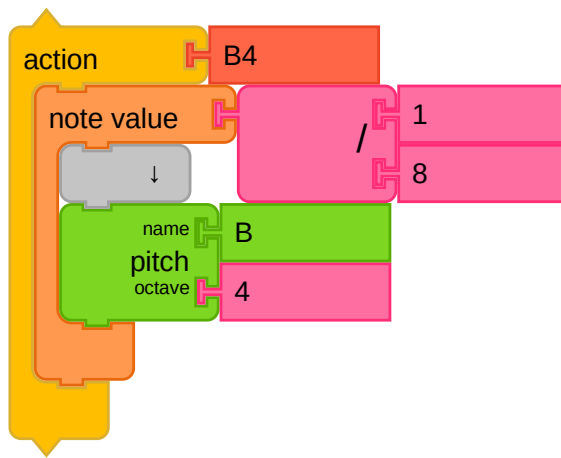 action B4
note value / 1
8
↓
name B
pitch
octave 4